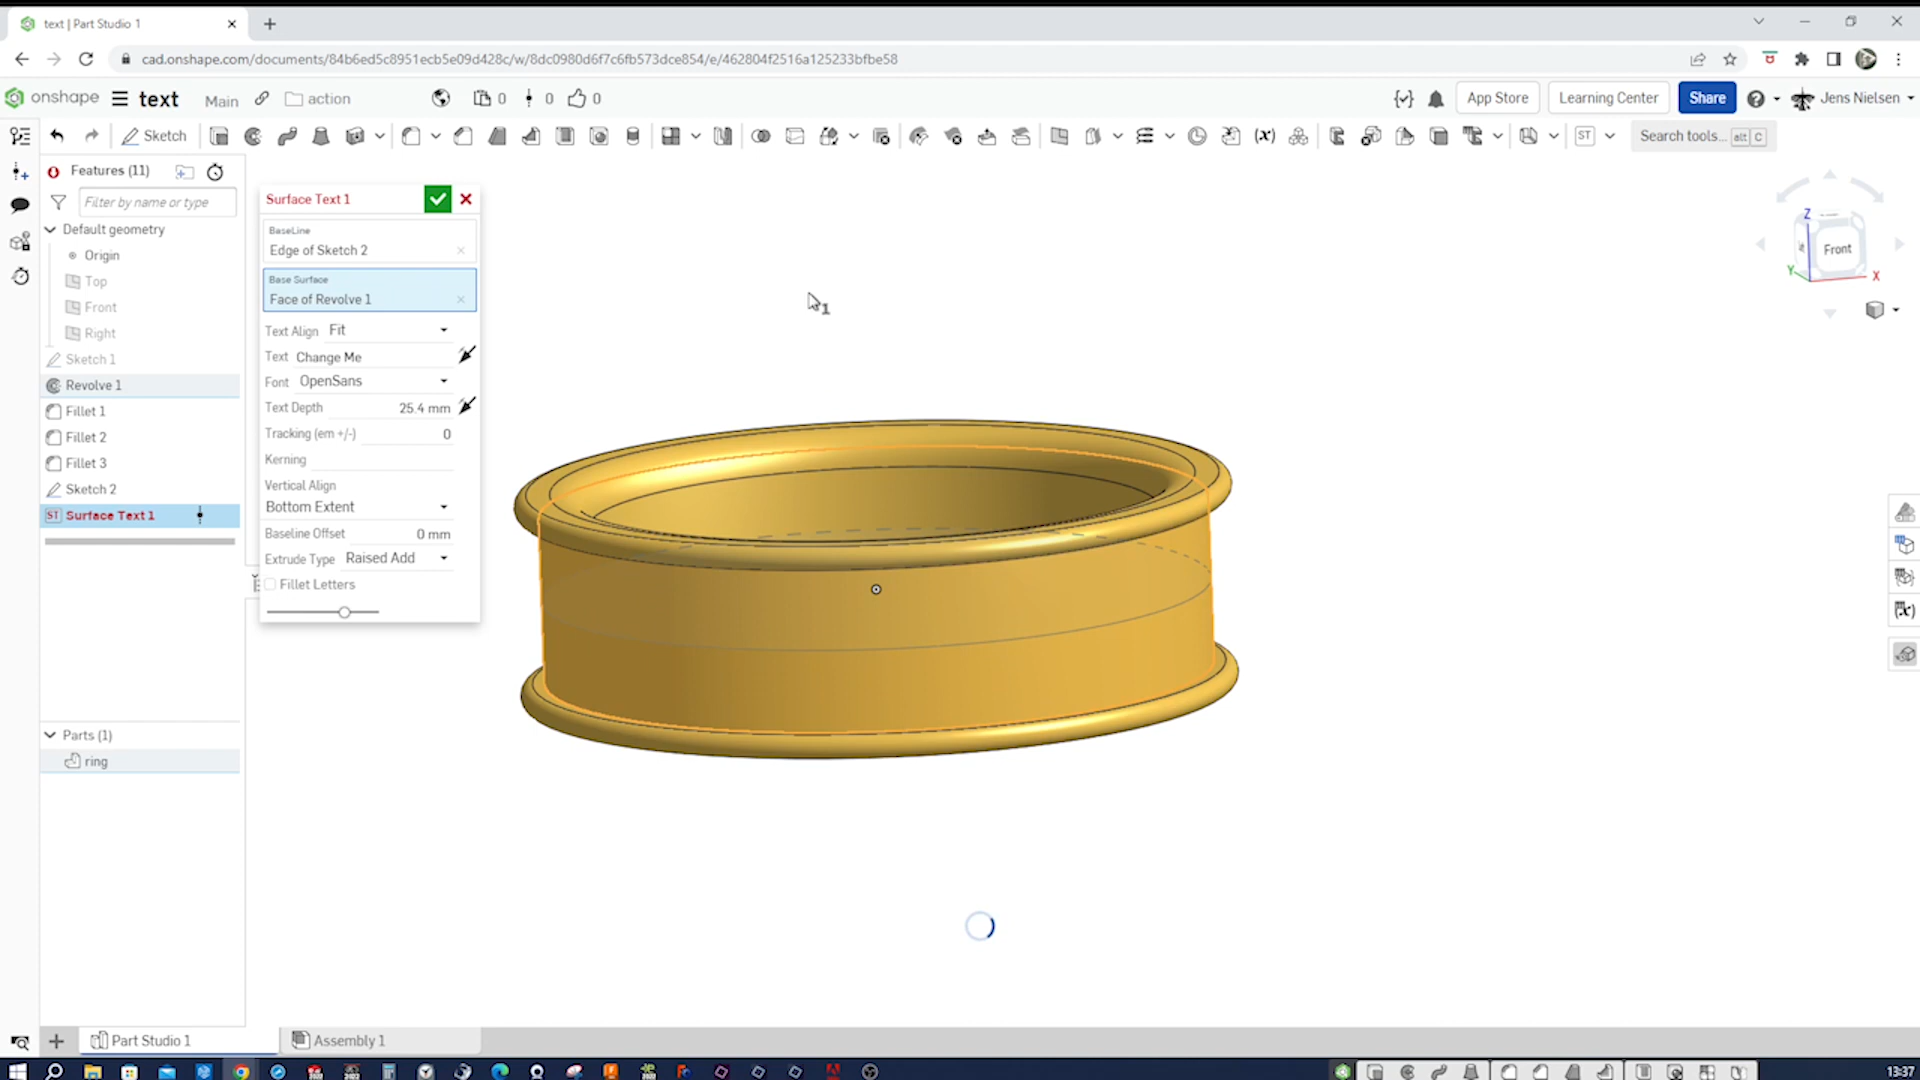 text | Part Studio 1
cad.onshape.com/documents/84b6ed5c8951ecb5e09d428c/w/8dc0980d6f7c6fb573dce854/e/462804f2516a125233bfbe58
onshape
text
Main
action
0
0
0
App Store
Learning Center
Share
Jens Nielsen
Sketch
(x)
ST
Search tools...
alt
C
Features (11)
Filter by name or type
Default geometry
Origin
Top
Front
Right
Sketch 1
Revolve 1
Fillet 1
Fillet 2
Fillet 3
Sketch 2
ST Surface Text 1
Parts (1)
ring
Surface Text 1
BaseLine
Edge of Sketch 2
Base Surface
Face of Revolve 1
Text Align Fit
Text Change Me
Font OpenSans
Text Depth 25.4 mm
Tracking (em +/-) 0
Kerning
Vertical Align
Bottom Extent
Baseline Offset 0 mm
Extrude Type Raised Add
Fillet Letters
1
Z
Front
Y
X
(x)
Part Studio 1
Assembly 1
13:37